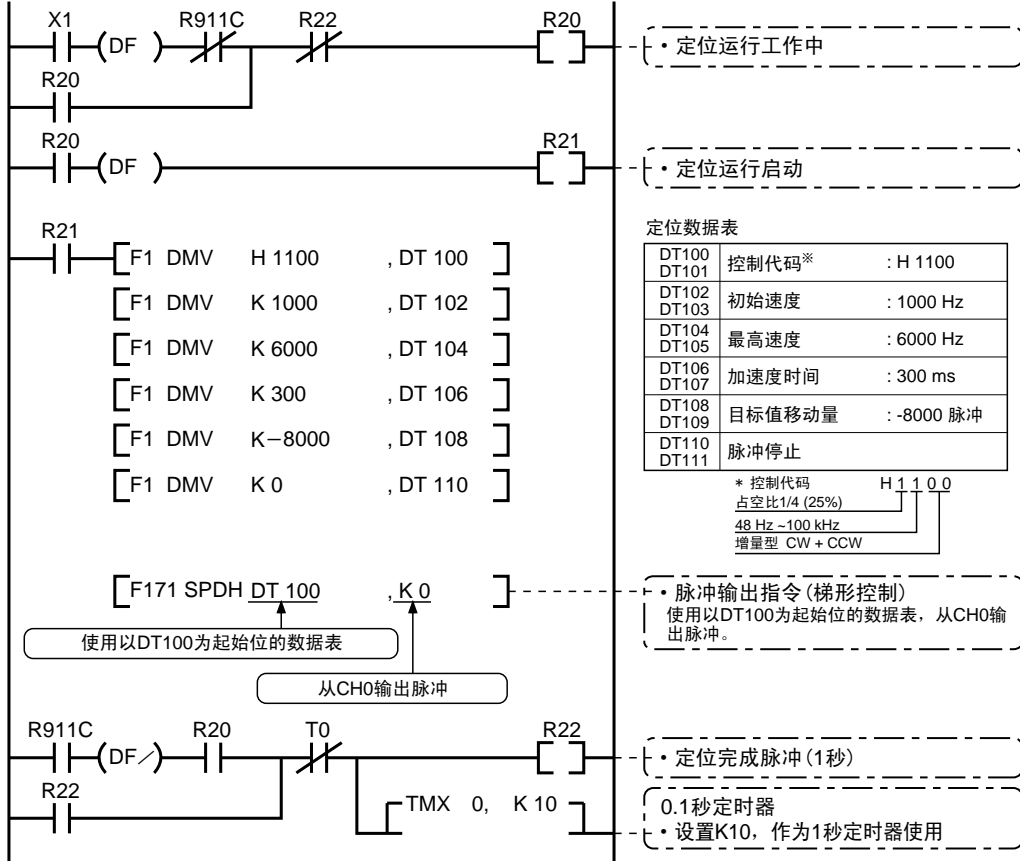 X1 R911C R22 R20
(DF )
• 定位运行工作中
R20
R20 R21
(DF )
• 定位运行启动
R21
F1 DMV H 1100 , DT 100
F1 DMV K 1000 , DT 102
F1 DMV K 6000 , DT 104
F1 DMV K 300 , DT 106
F1 DMV K−8000 , DT 108
F1 DMV K 0 , DT 110
定位数据表
DT100
DT101
控制代码※ : H 1100
DT102
DT103
初始速度 : 1000 Hz
DT104
DT105
最高速度 : 6000 Hz
DT106
DT107
加速度时间 : 300 ms
DT108
DT109
目标值移动量 : -8000 脉冲
DT110
DT111
脉冲停止
* 控制代码 H 1 1 0 0
占空比1/4 (25%)
48 Hz ~100 kHz
增量型 CW + CCW
F171 SPDH DT 100 , K 0
• 脉冲输出指令(梯形控制)
使用以DT100为起始位的数据表，从CH0输
出脉冲。
使用以DT100为起始位的数据表
从CH0输出脉冲
R911C R20 T0 R22
(DF/)
• 定位完成脉冲(1秒)
R22
TMX 0, K 10
0.1秒定时器
• 设置K10，作为1秒定时器使用